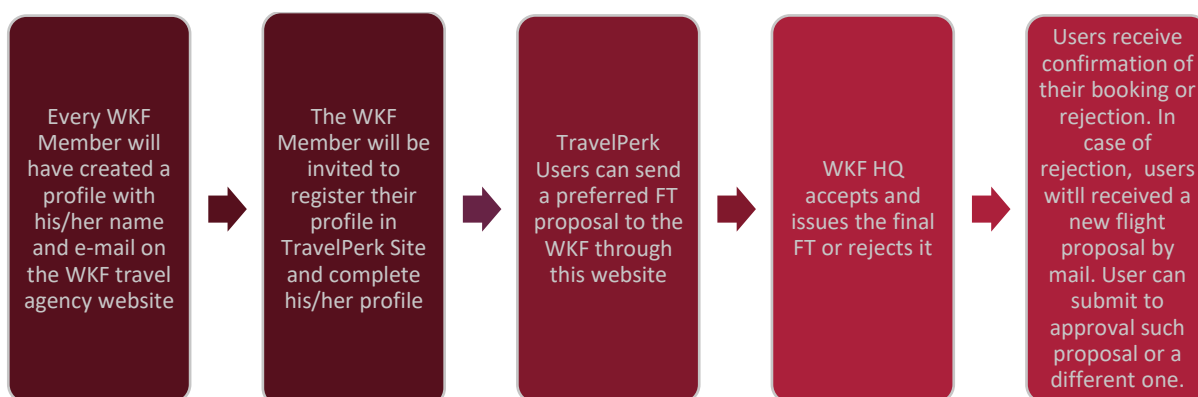 Every WKF
Member will
have created a
profile with
his/her name
and e-mail on
the WKF travel
agency website
The WKF
Member will be
invited to
register their
profile in
TravelPerk Site
and complete
his/her profile
TravelPerk
Users can send
a preferred FT
proposal to the
WKF through
this website
WKF HQ
accepts and
issues the final
FT or rejects it
Users receive
confirmation of
their booking or
rejection. In
case of
rejection, users
witll received a
new flight
proposal by
mail. User can
submit to
approval such
proposal or a
different one.